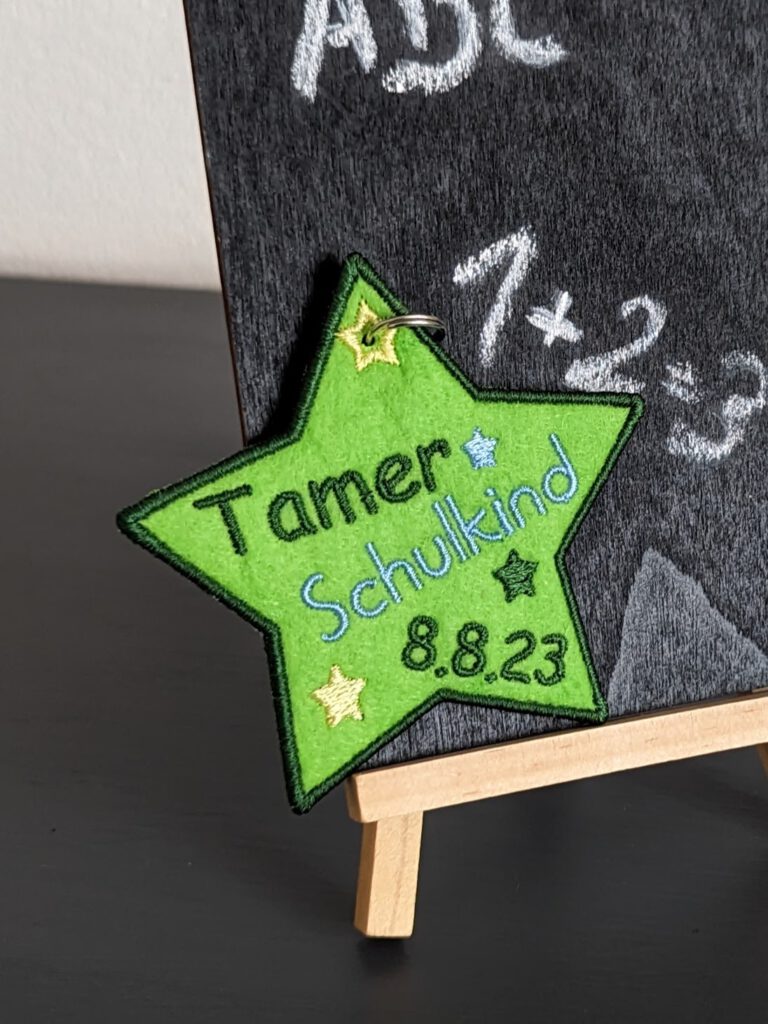 ABC
1+2=3
Tamer
Schulkind
8.8.23